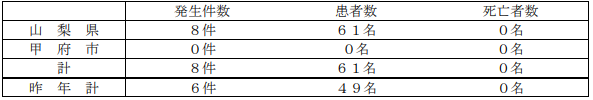 発生件数 患者数 死亡者数
山 梨 県 ８件 ６１名 ０名
甲 府 市 ０件 ０名 ０名
計 ８件 ６１名 ０名
昨 年 計 ６件 ４９名 ０名